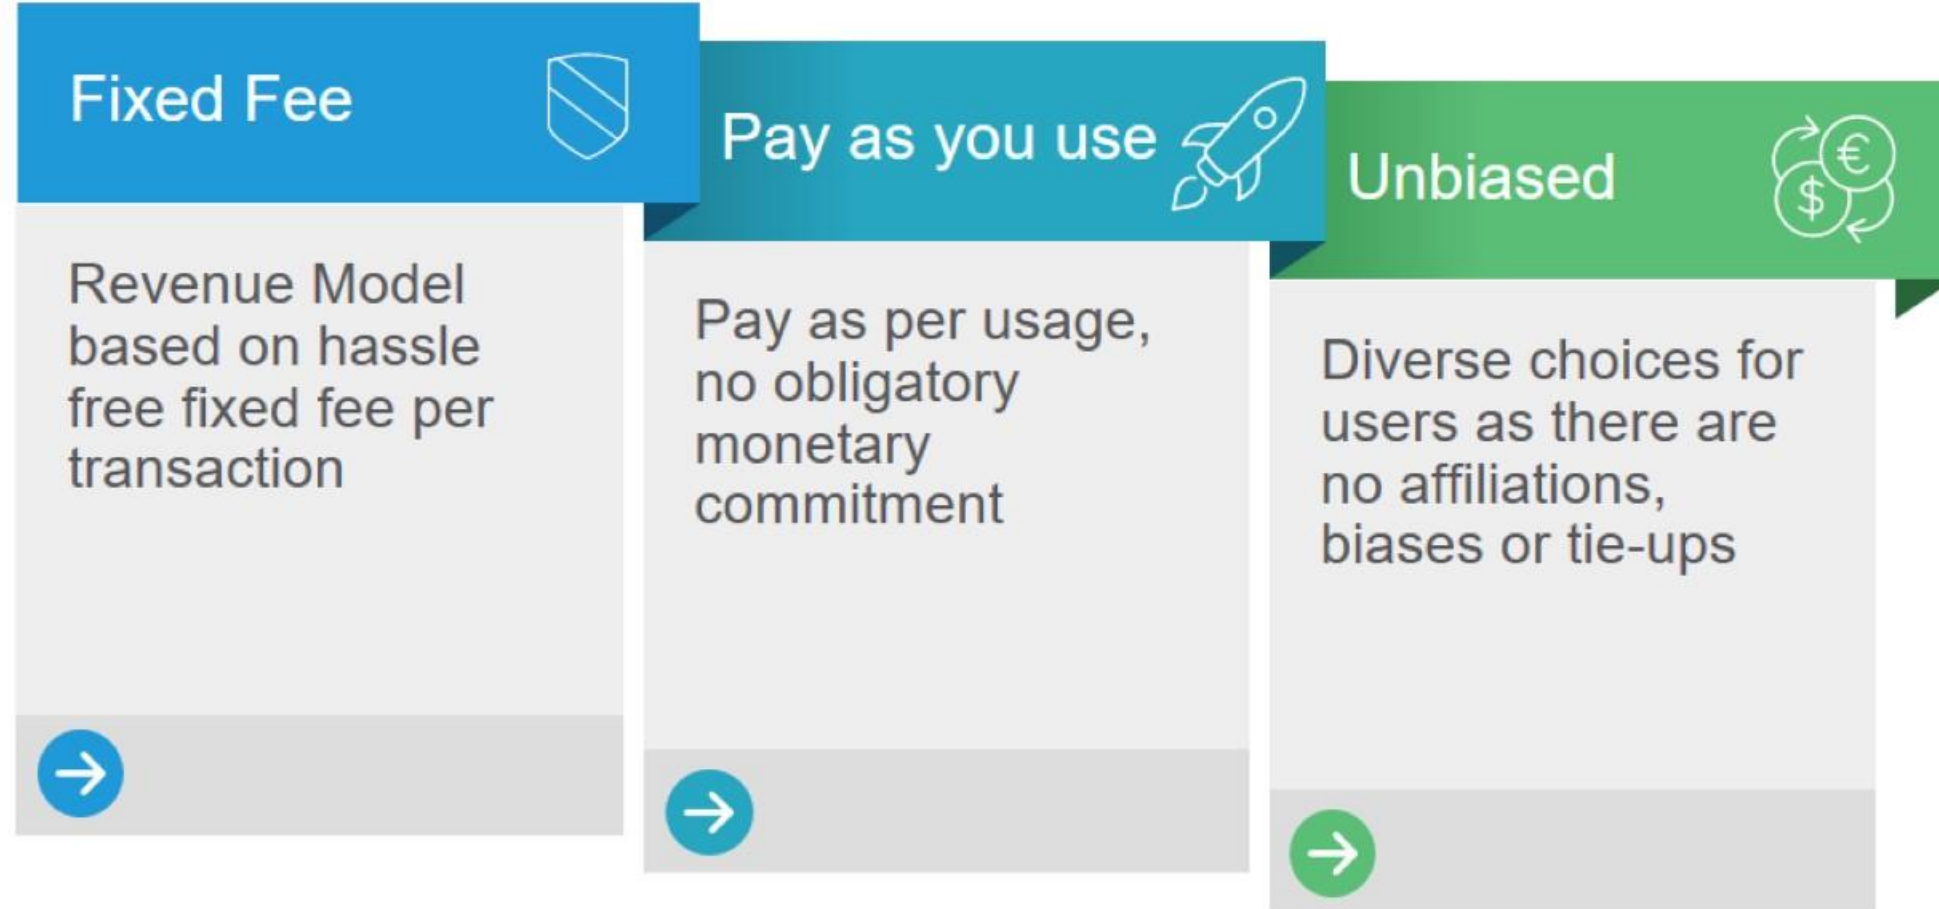 Fixed Fee
Revenue Model
based on hassle
free fixed fee per
transaction
Pay as you use
Pay as per usage,
no obligatory
monetary
commitment
Unbiased
€
$
Diverse choices for
users as there are
no affiliations,
biases or tie-ups